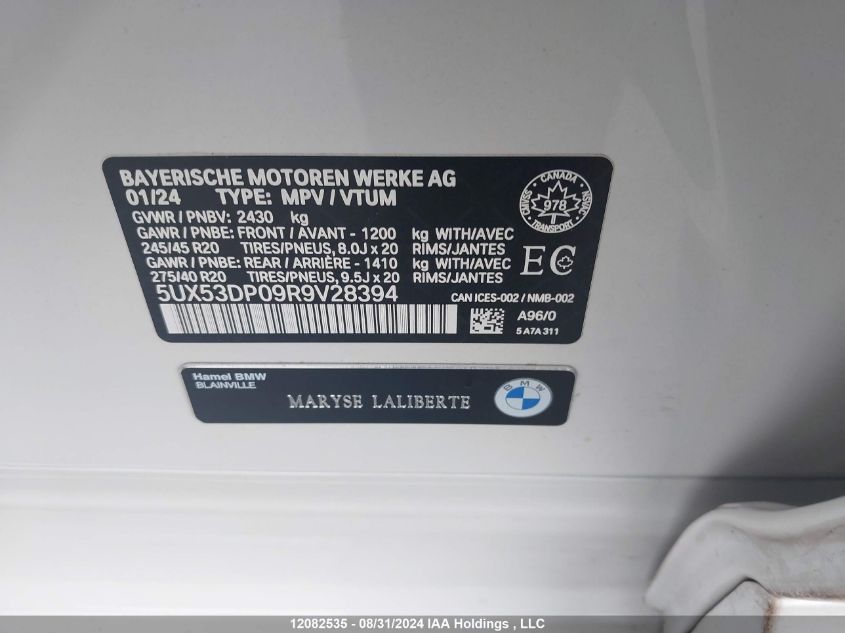 BAYERISCHE MOTOREN WERKE AG
01/24 TYPE: MPV / VTUM
GVWR / PNBV: 2430 kg
GAWR / PNBE: FRONT / AVANT - 1200 kg WITH/AVEC
245/45 R20 TIRES/PNEUS, 8.0J x 20 RIMS/JANTES
GAWR / PNBE: REAR / ARRIÈRE - 1410 kg WITH/AVEC
275/40 R20 TIRES/PNEUS, 9.5J x 20 RIMS/JANTES
5UX53DP09R9V28394
CANADA
CMVSS NSVAC
978
TRANSPORT
EC
CAN ICES-002 / NMB-002
A96/0
5 A7A 311
Hamel BMW
BLAINVILLE
MARYSE LALIBERTE
BMW
12082535 - 08/31/2024 IAA Holdings , LLC